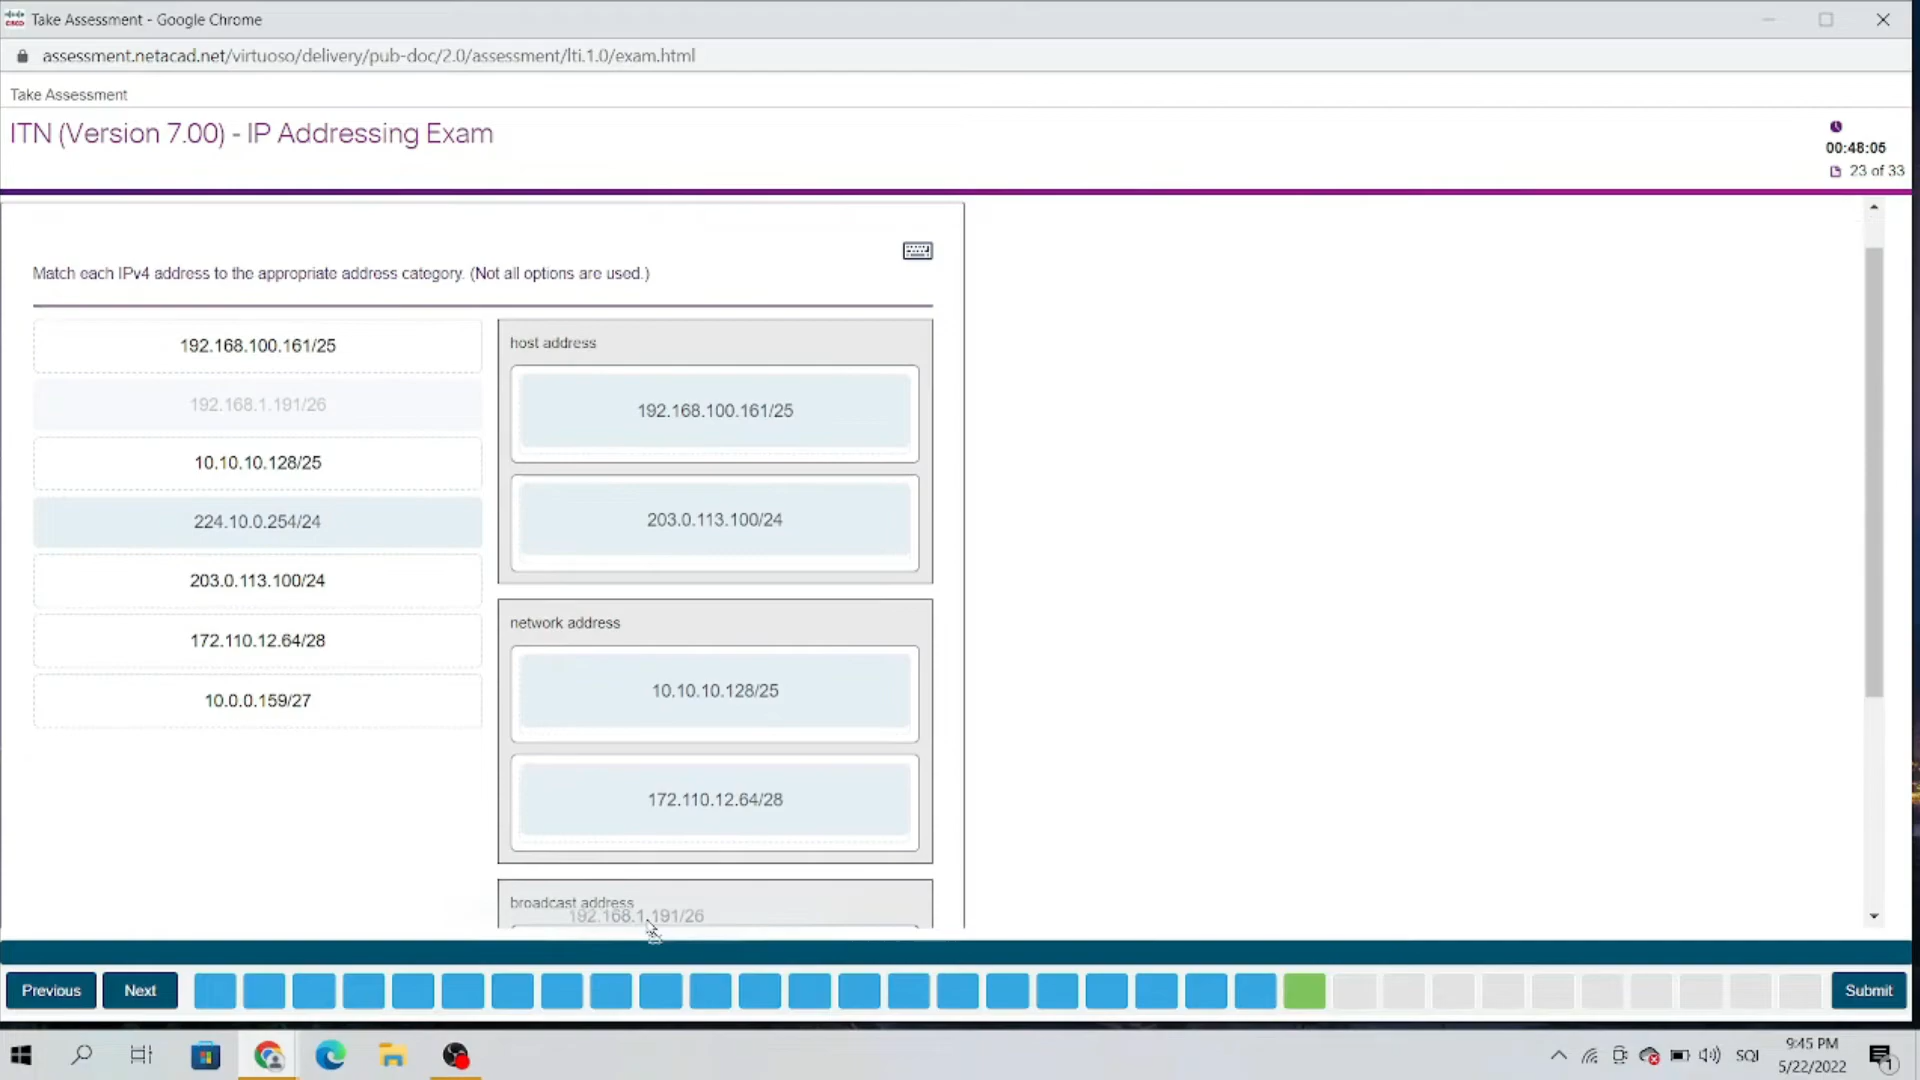 Take Assessment - Google Chrome
assessment.netacad.net/virtuoso/delivery/pub-doc/2.0/assessment/lti.1.0/exam.html
Take Assessment
ITN (Version 7.00) - IP Addressing Exam
00:48:05
23 of 33
Match each IPv4 address to the appropriate address category. (Not all options are used.)
192.168.100.161/25
192.168.1.191/26
10.10.10.128/25
224.10.0.254/24
203.0.113.100/24
172.110.12.64/28
10.0.0.159/27
host address
192.168.100.161/25
203.0.113.100/24
network address
10.10.10.128/25
172.110.12.64/28
broadcast address
192.168.1.191/26
Previous
Next
Submit
SQI
9:45 PM
5/22/2022
1